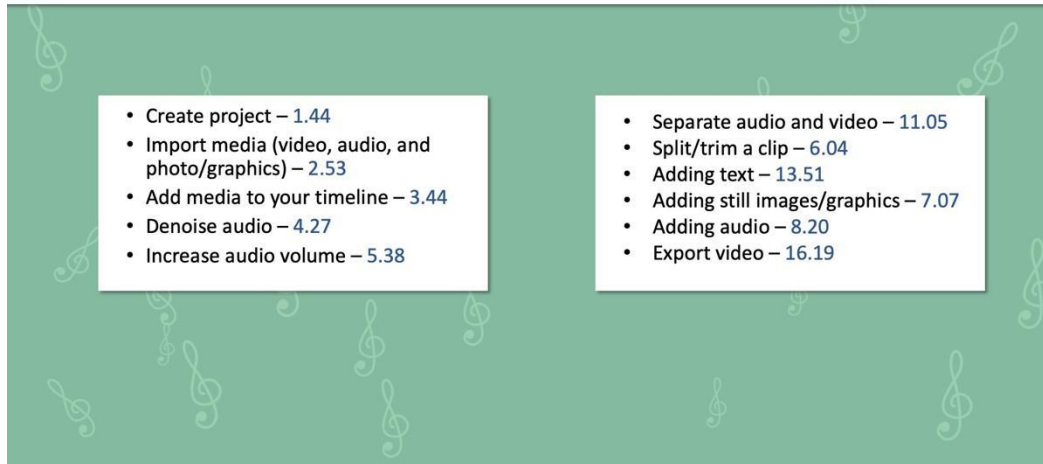 • Create project – 1.44
• Import media (video, audio, and
photo/graphics) – 2.53
• Add media to your timeline – 3.44
• Denoise audio – 4.27
• Increase audio volume – 5.38
• Separate audio and video – 11.05
• Split/trim a clip – 6.04
• Adding text – 13.51
• Adding still images/graphics – 7.07
• Adding audio – 8.20
• Export video – 16.19